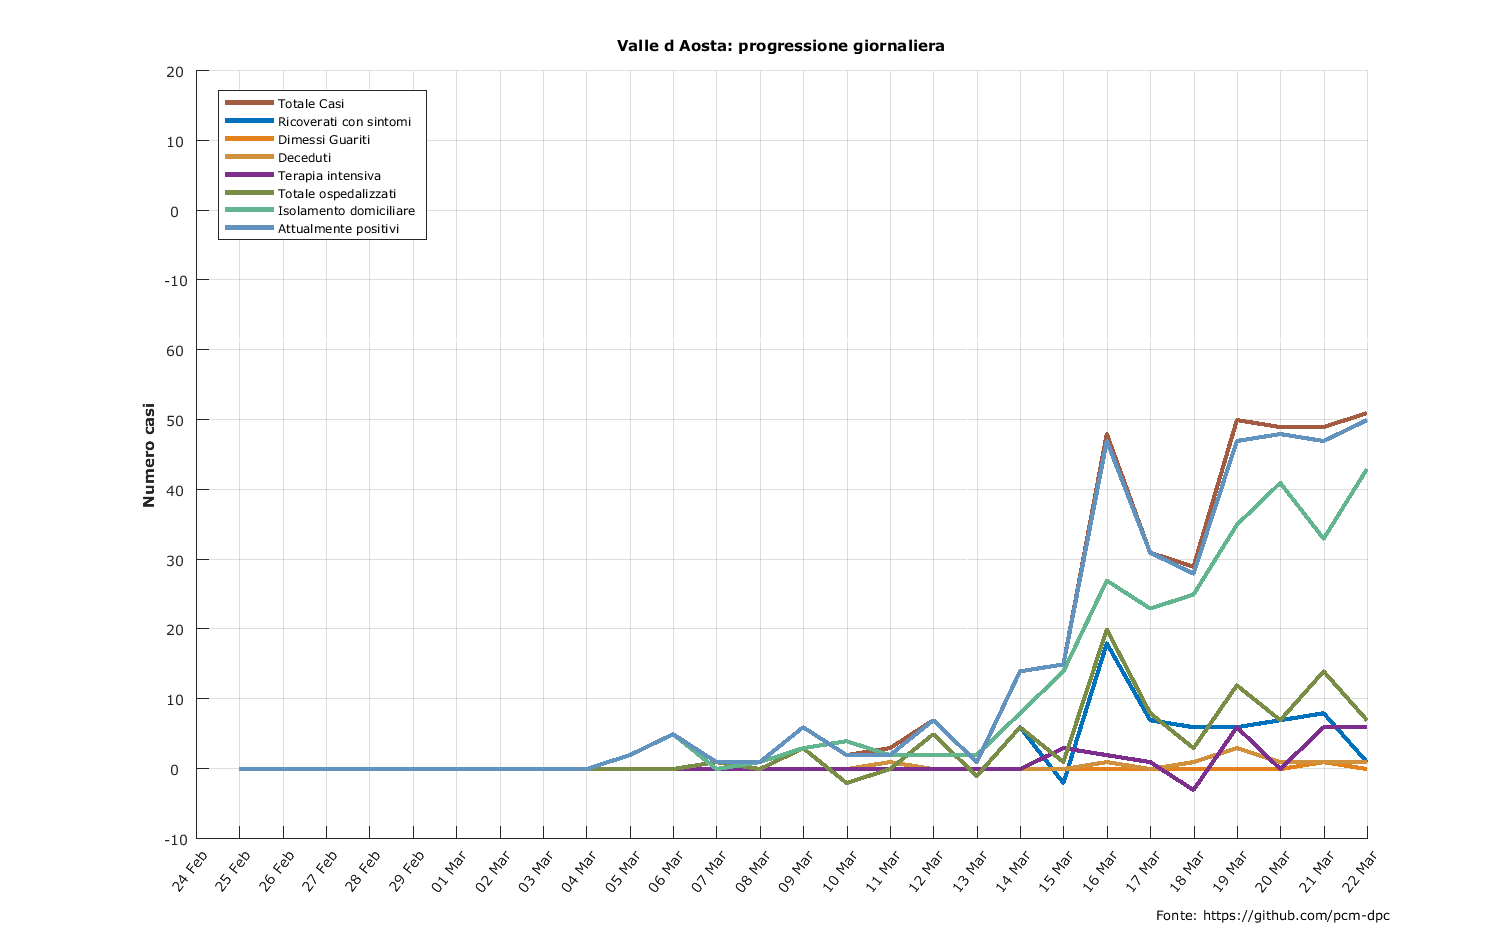 Valle d Aosta: progressione giornaliera
20
10
0
-10
60
50
40
30
20
10
0
-10
Numero casi
Totale Casi
Ricoverati con sintomi
Dimessi Guariti
Deceduti
Terapia intensiva
Totale ospedalizzati
Isolamento domiciliare
Attualmente positivi
24 Feb
25 Feb
26 Feb
27 Feb
28 Feb
29 Feb
01 Mar
02 Mar
03 Mar
04 Mar
05 Mar
06 Mar
07 Mar
08 Mar
09 Mar
10 Mar
11 Mar
12 Mar
13 Mar
14 Mar
15 Mar
16 Mar
17 Mar
18 Mar
19 Mar
20 Mar
21 Mar
22 Mar
Fonte: https://github.com/pcm-dpc